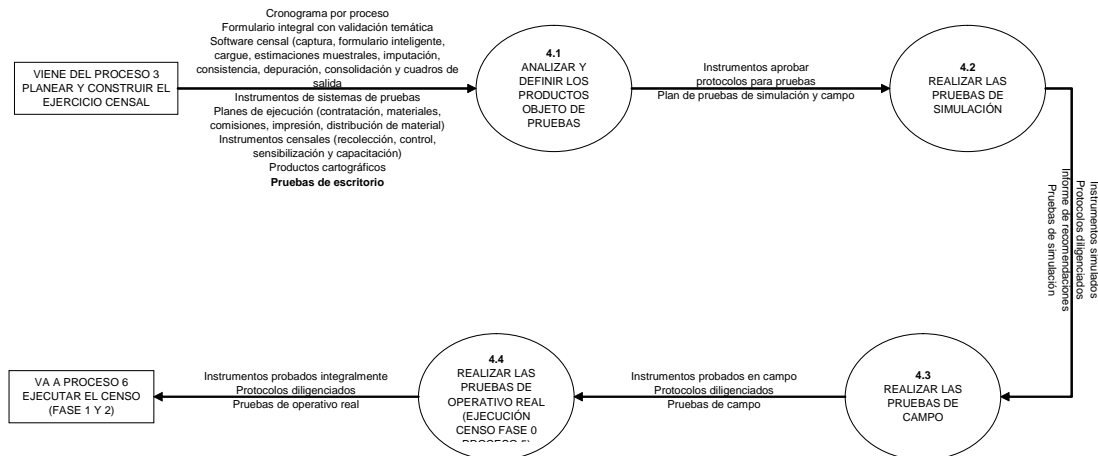 VIENE DEL PROCESO 3
PLANEAR Y CONSTRUIR EL
EJERCICIO CENSAL
Cronograma por proceso
Formulario integral con validación temática
Software censal (captura, formulario inteligente,
cargue, estimaciones muestrales, imputación,
consistencia, depuración, consolidación y cuadros de
salida
Instrumentos de sistemas de pruebas
Planes de ejecución (contratación, materiales,
comisiones, impresión, distribución de material)
Instrumentos censales (recolección, control,
sensibilización y capacitación)
Productos cartográficos
Pruebas de escritorio
4.1
ANALIZAR Y
DEFINIR LOS
PRODUCTOS
OBJETO DE
PRUEBAS
Instrumentos aprobar
protocolos para pruebas
Plan de pruebas de simulación y campo
4.2
REALIZAR LAS
PRUEBAS DE
SIMULACIÓN
Instrumentos simulados
Protocolos diligenciados
Informe de recomendaciones
Pruebas de simulación
4.3
REALIZAR LAS
PRUEBAS DE
CAMPO
Instrumentos probados en campo
Protocolos diligenciados
Pruebas de campo
4.4
REALIZAR LAS
PRUEBAS DE
OPERATIVO REAL
(EJECUCIÓN
CENSO FASE 0
PROCESO 5)
Instrumentos probados integralmente
Protocolos diligenciados
Pruebas de operativo real
VA A PROCESO 6
EJECUTAR EL CENSO
(FASE 1 Y 2)